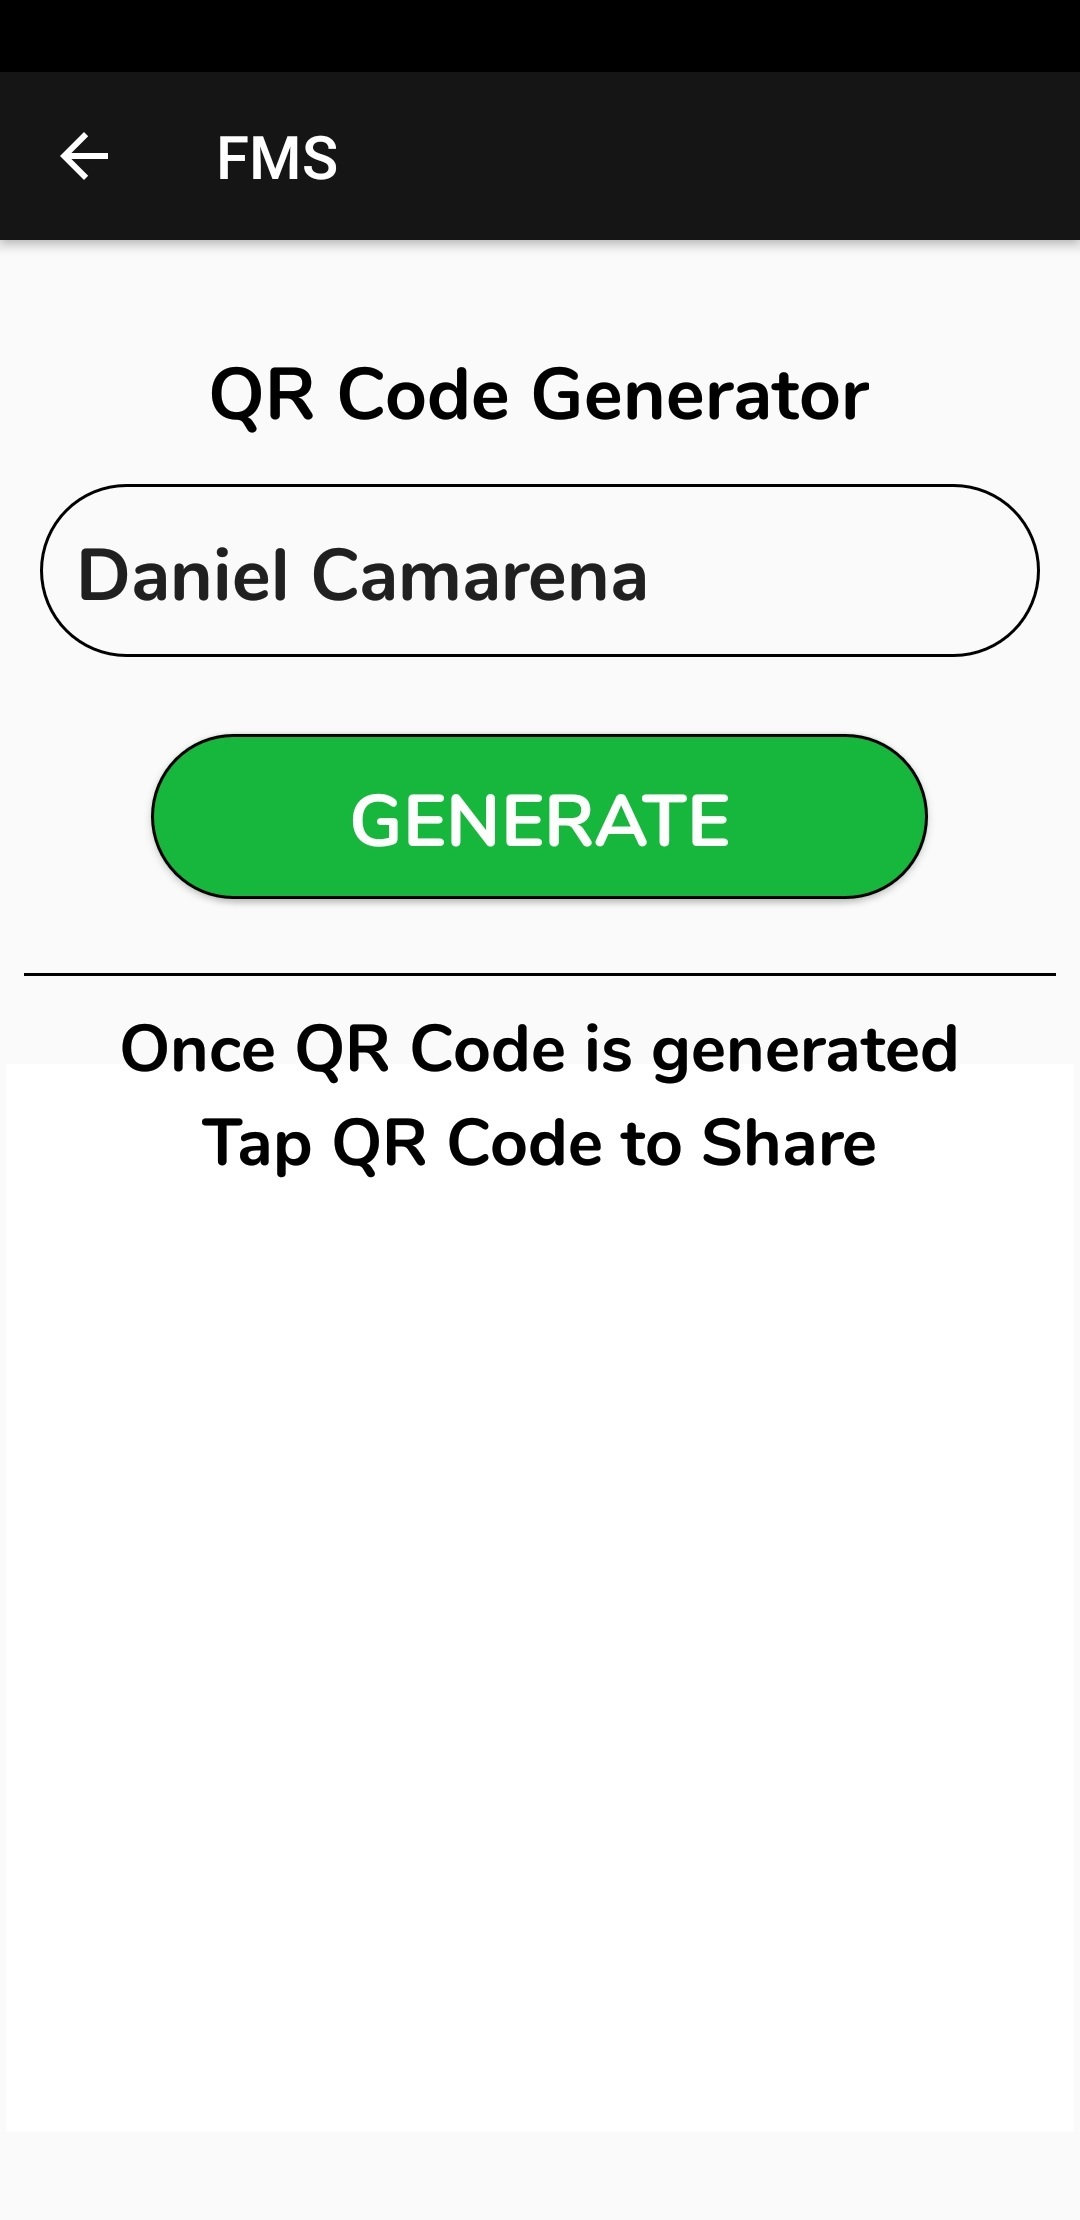 FMS
QR Code Generator
Daniel Camarena
GENERATE
Once QR Code is generated
Tap QR Code to Share